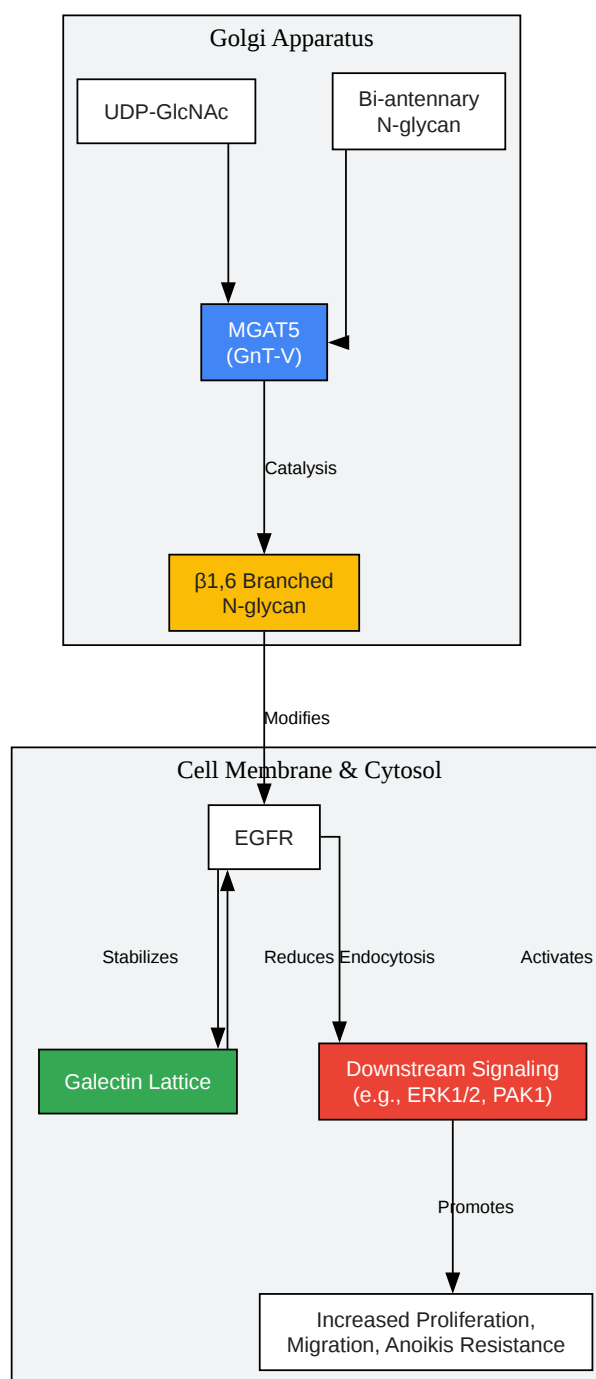 Golgi Apparatus
UDP-GlcNAc
Bi-antennary
N-glycan
MGAT5
(GnT-V)
Catalysis
β1,6 Branched
N-glycan
Modifies
Cell Membrane & Cytosol
EGFR
Stabilizes
Reduces Endocytosis
Activates
Galectin Lattice
Downstream Signaling
(e.g., ERK1/2, PAK1)
Promotes
Increased Proliferation,
Migration, Anoikis Resistance